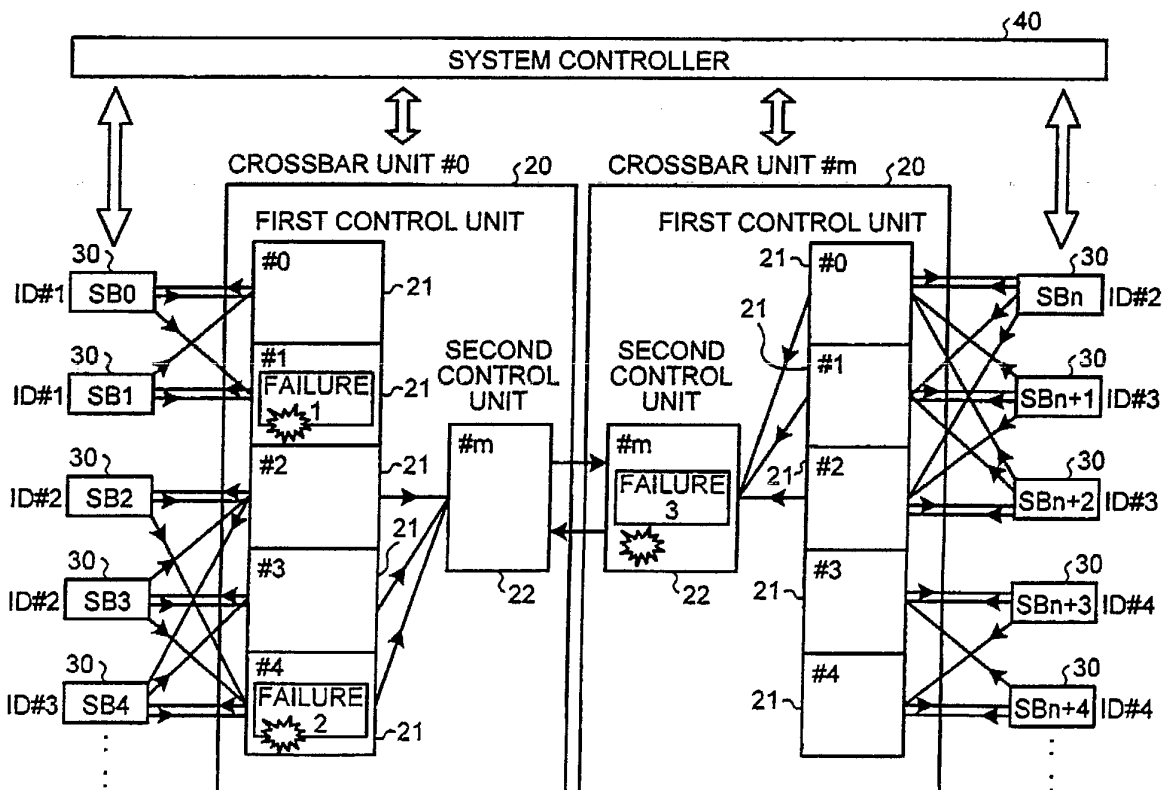 40
SYSTEM CONTROLLER
CROSSBAR UNIT #0
20
CROSSBAR UNIT #m
20
FIRST CONTROL UNIT
FIRST CONTROL UNIT
30
SB0
ID#1
30
SB1
ID#1
30
SB2
ID#2
30
SB3
ID#2
30
SB4
ID#3
#0
21
#1
FAILURE
1
21
#2
21
#3
21
#4
FAILURE
2
21
SECOND
CONTROL
UNIT
#m
22
SECOND
CONTROL
UNIT
#m
FAILURE
3
22
21
#0
21
#1
21
#2
21
#3
21
#4
30
SBn
ID#2
30
SBn+1
ID#3
30
SBn+2
ID#3
30
SBn+3
ID#4
30
SBn+4
ID#4